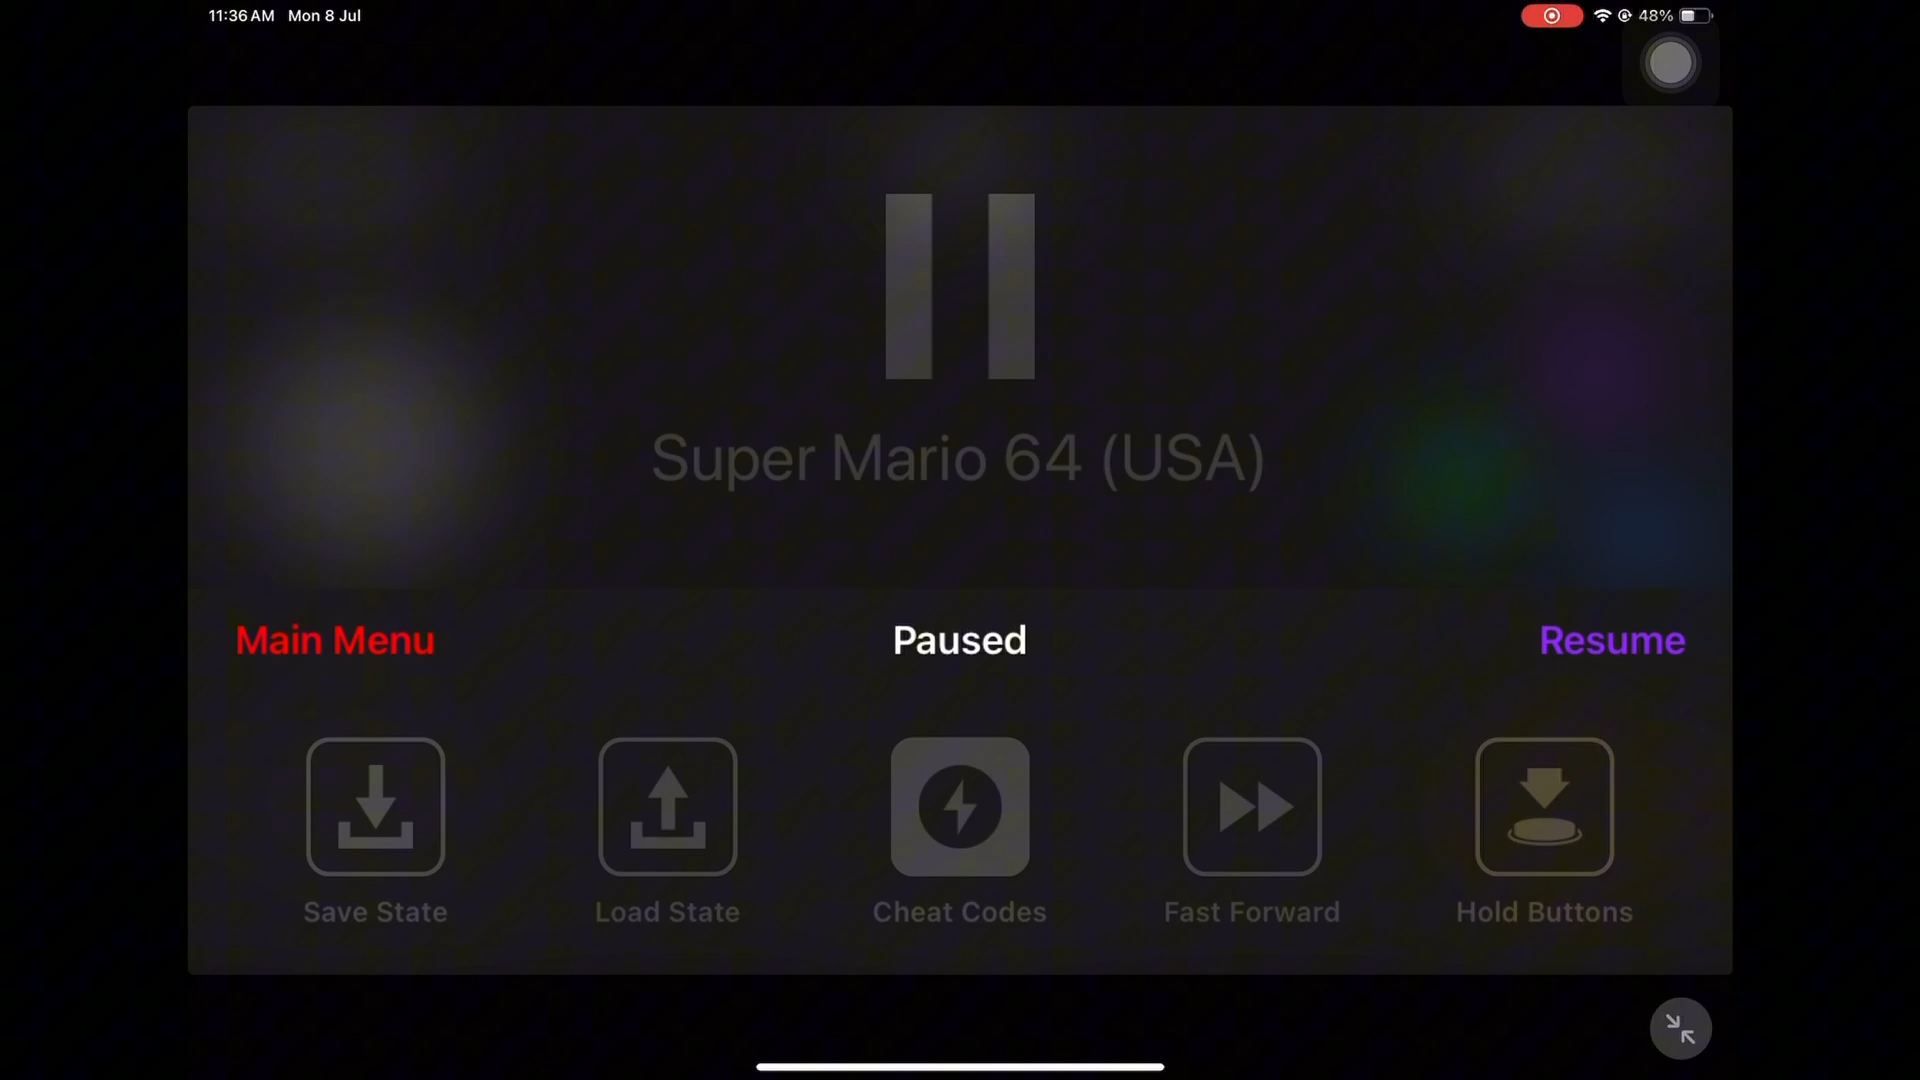 11:36 AM Mon 8 Jul
48%
Super Mario 64 (USA)
Main Menu
Paused
Resume
Save State
Load State
Cheat Codes
Fast Forward
Hold Buttons